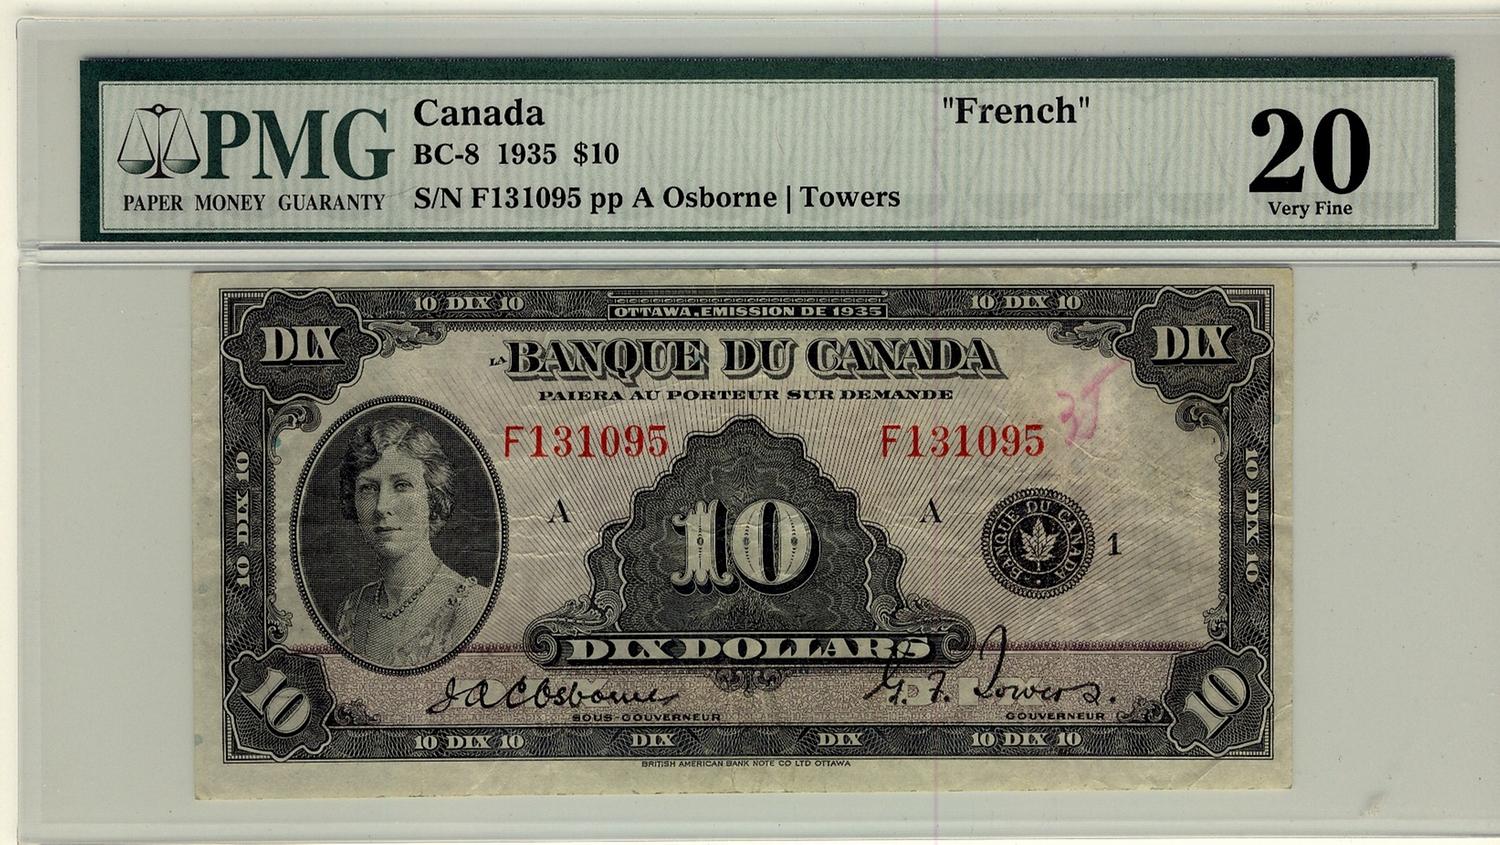 PMG
PAPER MONEY GUARANTY
Canada
"French"
BC-8 1935 $10
S/N F131095 pp A Osborne | Towers
20
Very Fine
10 DIX 10
OTTAWA, EMISSION DE 1935
10 DIX 10
DIX
DIX
LA BANQUE DU CANADA
PAIERA AU PORTEUR SUR DEMANDE
35
F131095
F131095
10 DIX 10
10 DIX 10
A
10
A
BANQUE DU CANADA
1
DIX DOLLARS
10
J.A.C. Osborne
G. F. Towers.
10
SOUS-GOUVERNEUR
GOUVERNEUR
10 DIX 10
DIX
DIX
10 DIX 10
BRITISH AMERICAN BANK NOTE CO LTD OTTAWA